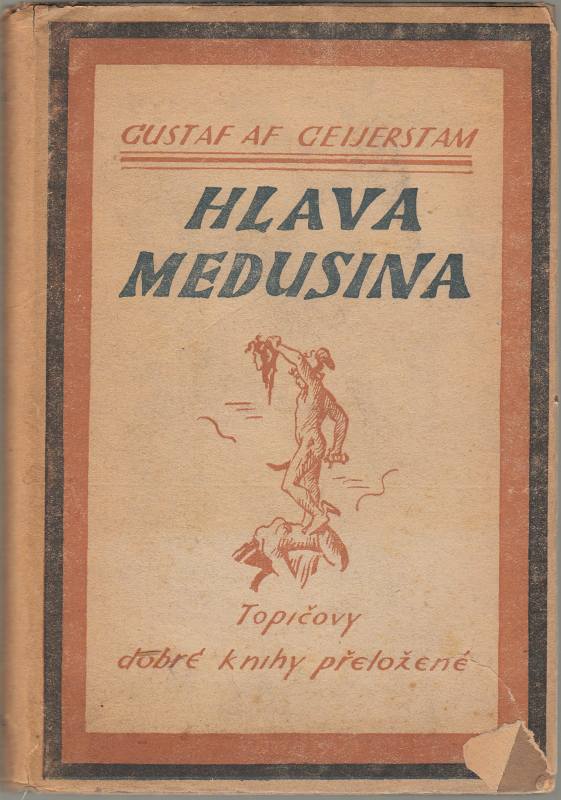 GUSTAF AF GEIJERSTAM
HLAVA
MEDUSINA
Topičovy
dobré knihy přeložené